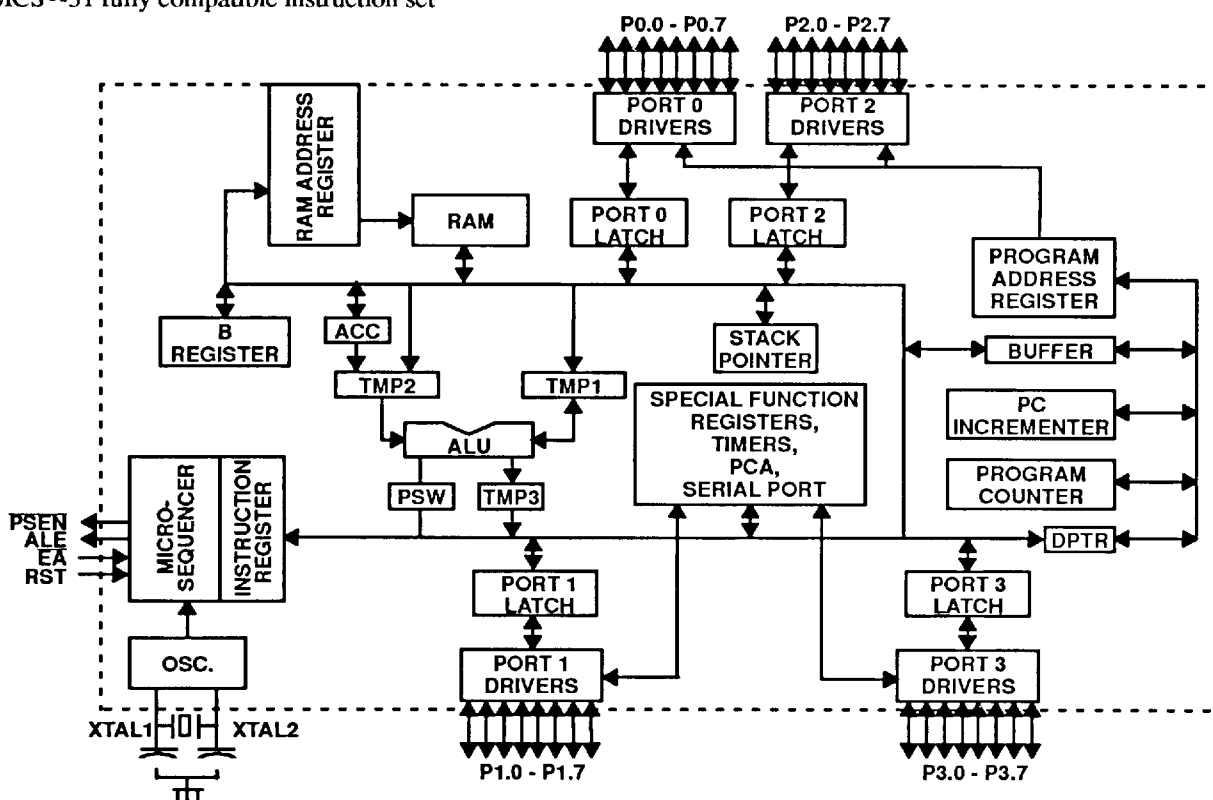 fully compatible instruction set
P0.0 - P0.7
P2.0 - P2.7
PORT 0
DRIVERS
PORT 2
DRIVERS
RAM ADDRESS
REGISTER
RAM
PORT 0
LATCH
PORT 2
LATCH
PROGRAM
ADDRESS
REGISTER
B
REGISTER
ACC
STACK
POINTER
BUFFER
TMP2
TMP1
SPECIAL FUNCTION
REGISTERS,
TIMERS,
PCA,
SERIAL PORT
PC
INCREMENTER
ALU
PROGRAM
COUNTER
PSW
TMP3
MICRO-
SEQUENCER
INSTRUCTION
REGISTER
PSEN
ALE
EA
RST
DPTR
PORT 1
LATCH
PORT 3
LATCH
OSC.
PORT 1
DRIVERS
PORT 3
DRIVERS
XTAL1
XTAL2
P1.0 - P1.7
P3.0 - P3.7